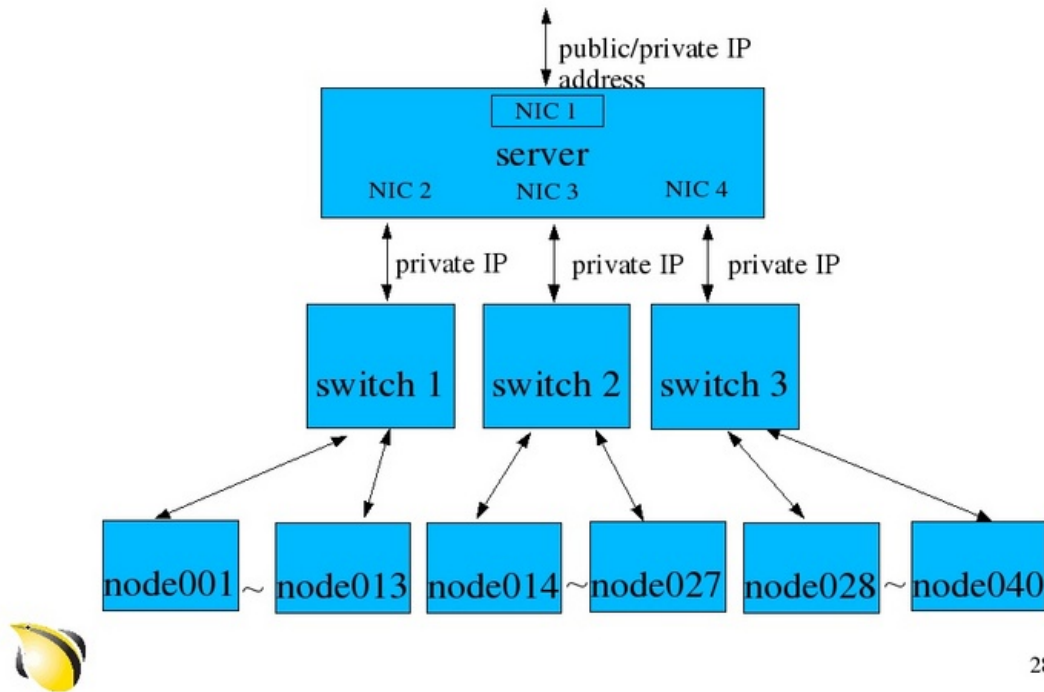 public/private IP
address
NIC 1
server
NIC 2 NIC 3 NIC 4
private IP private IP private IP
switch 1 switch 2 switch 3
node001 ~ node013 node014 ~ node027 node028 ~ node040
28